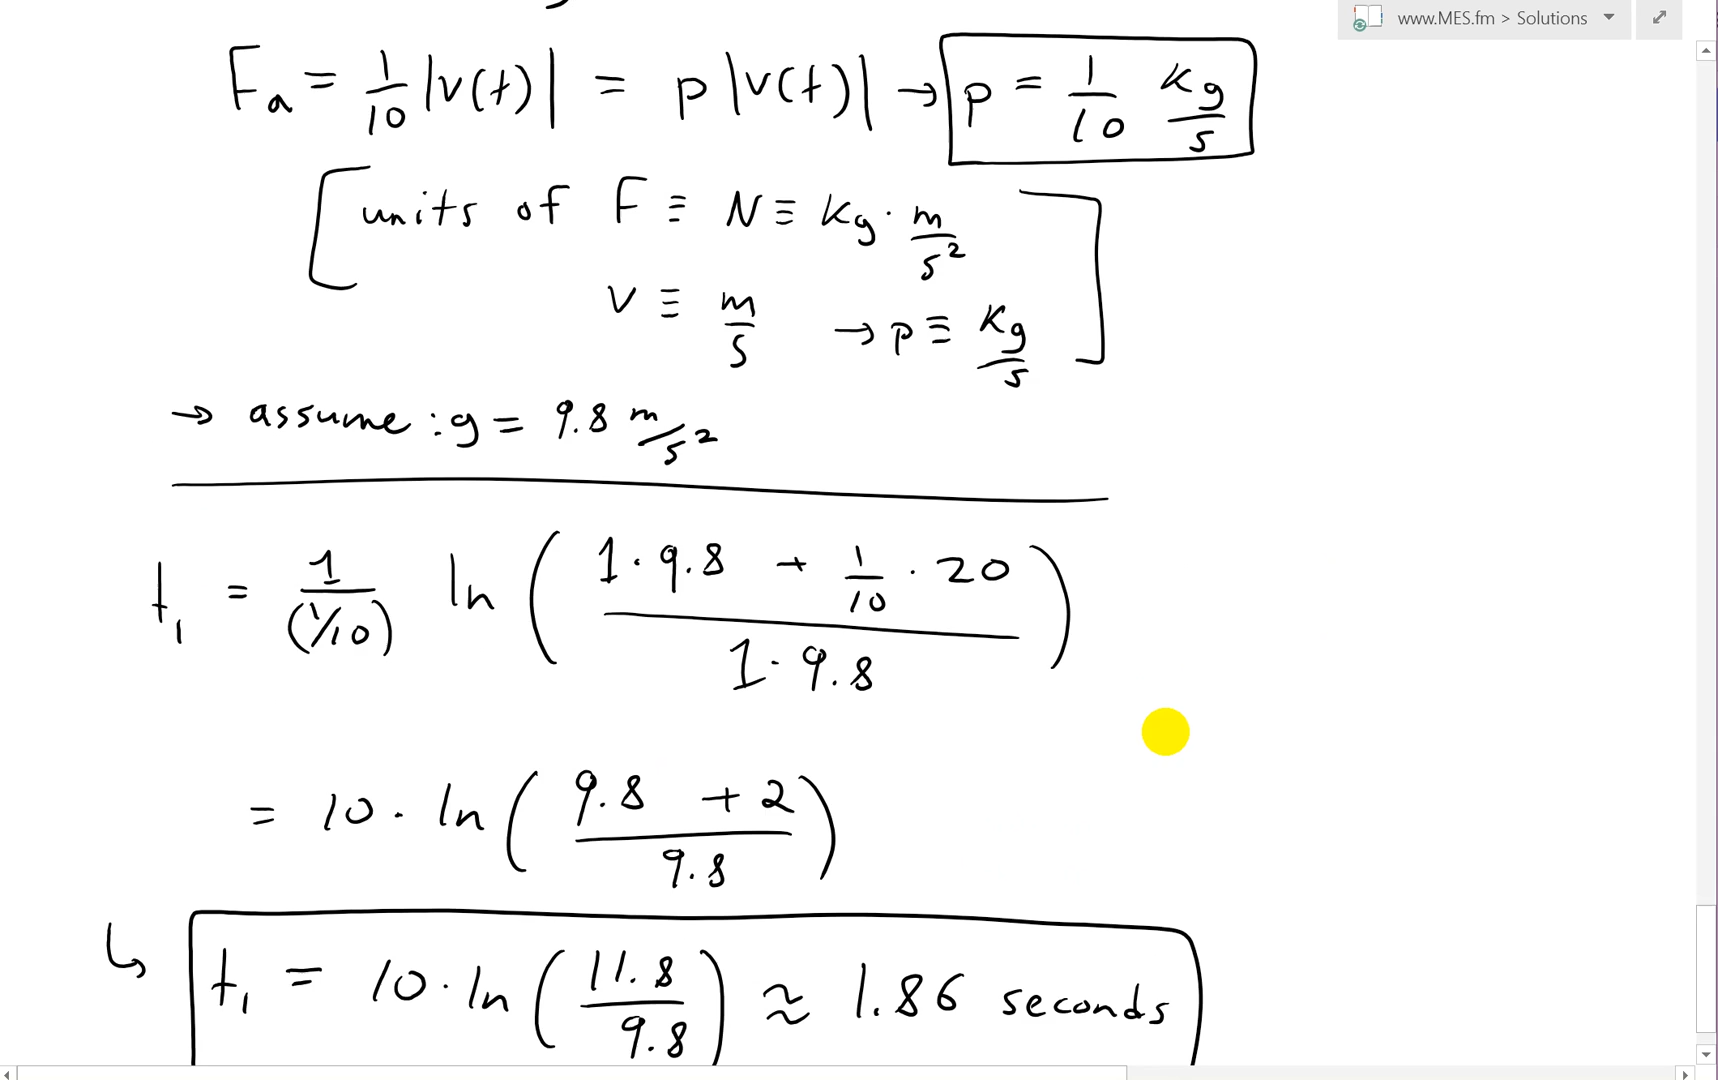 www.MES.fm > Solutions
Fa = 1/10 |v(t)| = p |v(t)| → p = 1/10 kg/s
[units of F ≡ N ≡ kg · m/s²
v ≡ m/s → p ≡ kg/s]
→ assume : g = 9.8 m/s²
t₁ = 1/(1/10) ln ( (1 · 9.8 + 1/10 · 20) / (1 · 9.8) )
= 10 · ln ( (9.8 + 2) / 9.8 )
↳ t₁ = 10 · ln ( 11.8 / 9.8 ) ≈ 1.86 seconds